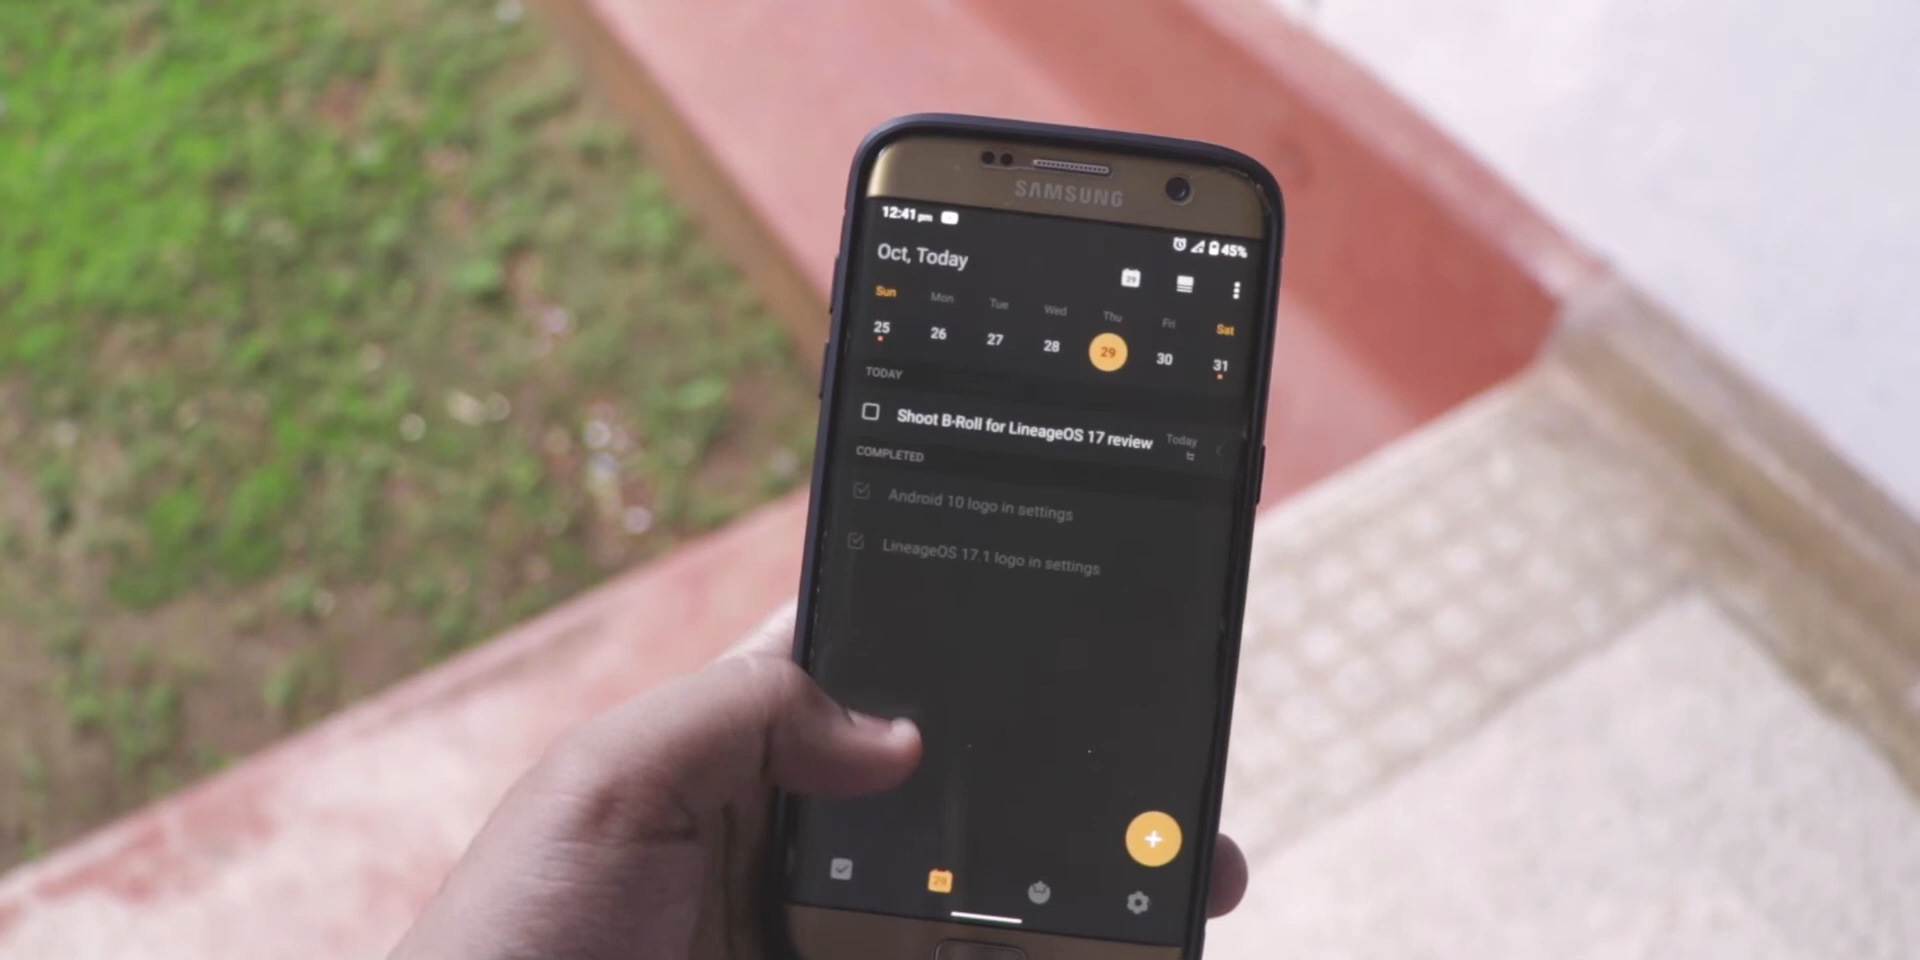 SAMSUNG
12:41 pm
45%
Oct, Today
29
Sun Mon Tue Wed Thu Fri Sat
25 26 27 28 29 30 31
TODAY
Shoot B-Roll for LineageOS 17 review Today
COMPLETED
Android 10 logo in settings
LineageOS 17.1 logo in settings
29